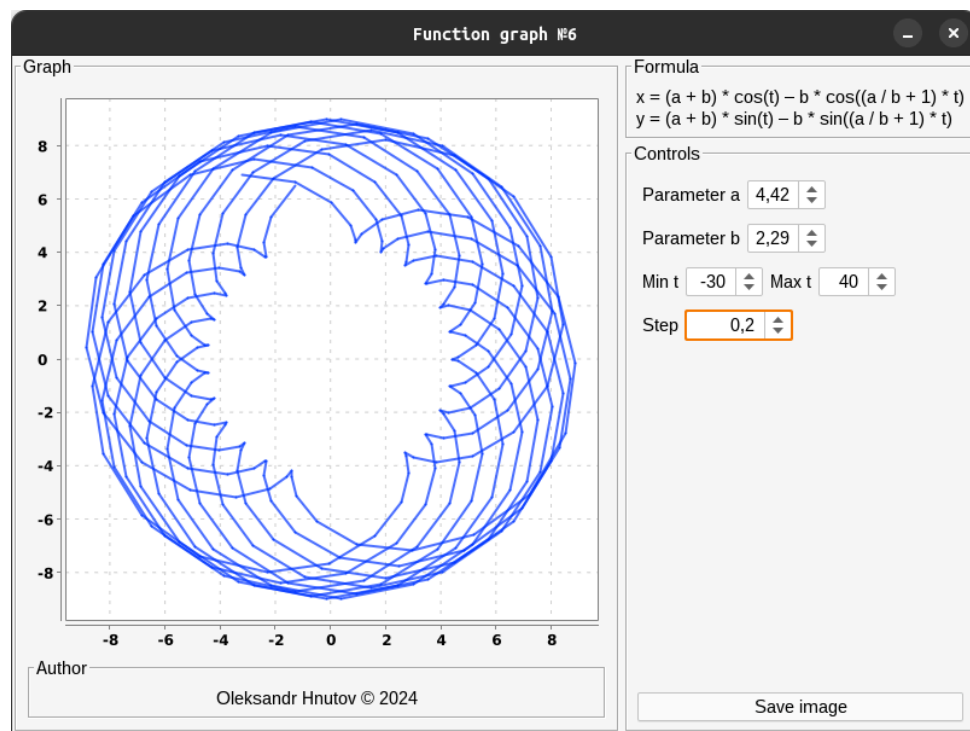 Function graph №6
Graph
8
6
4
2
0
-2
-4
-6
-8
-8 -6 -4 -2 0 2 4 6 8
Author
Oleksandr Hnutov © 2024
Formula
x = (a + b) * cos(t) – b * cos((a / b + 1) * t)
y = (a + b) * sin(t) – b * sin((a / b + 1) * t)
Controls
Parameter a 4,42
Parameter b 2,29
Min t -30 Max t 40
Step 0,2
Save image